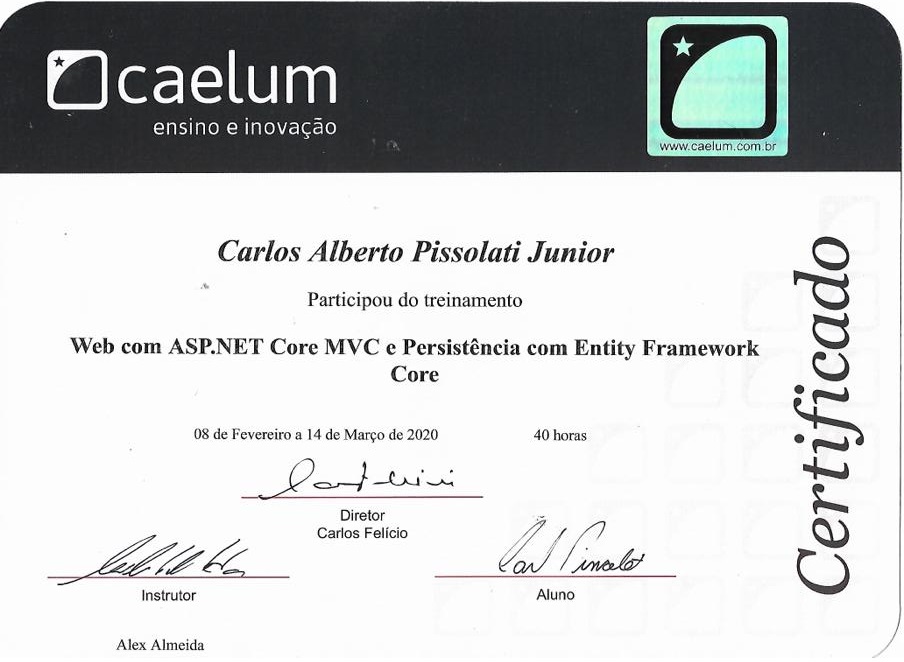 caelum
ensino e inovação
www.caelum.com.br
Carlos Alberto Pissolati Junior
Participou do treinamento
Web com ASP.NET Core MVC e Persistência com Entity Framework
Core
08 de Fevereiro a 14 de Março de 2020 40 horas
Diretor
Carlos Felício
Instrutor
Aluno
Alex Almeida
Certificado